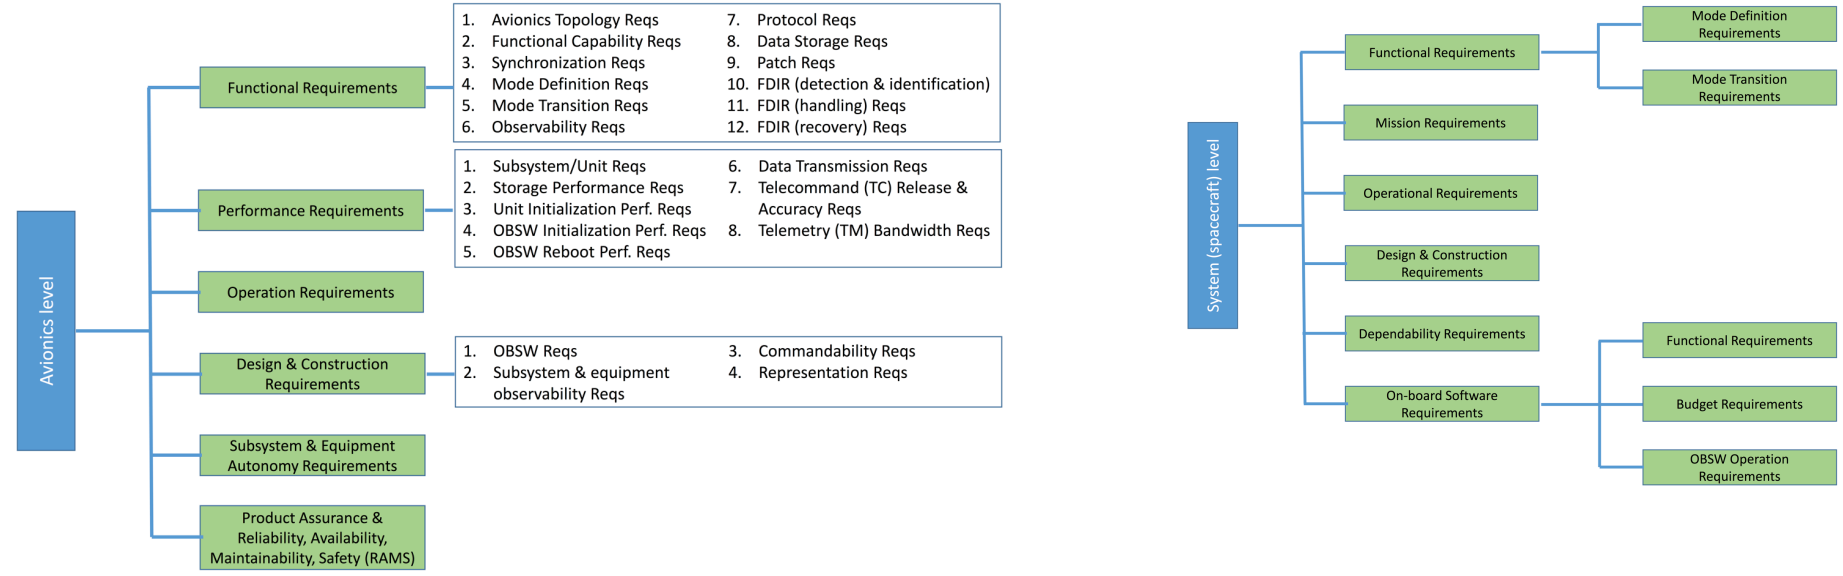 Avionics level
Functional Requirements
1. Avionics Topology Reqs
2. Functional Capability Reqs
3. Synchronization Reqs
4. Mode Definition Reqs
5. Mode Transition Reqs
6. Observability Reqs
7. Protocol Reqs
8. Data Storage Reqs
9. Patch Reqs
10. FDIR (detection & identification)
11. FDIR (handling) Reqs
12. FDIR (recovery) Reqs
Performance Requirements
1. Subsystem/Unit Reqs
2. Storage Performance Reqs
3. Unit Initialization Perf. Reqs
4. OBSW Initialization Perf. Reqs
5. OBSW Reboot Perf. Reqs
6. Data Transmission Reqs
7. Telecommand (TC) Release &
Accuracy Reqs
8. Telemetry (TM) Bandwidth Reqs
Operation Requirements
Design & Construction
Requirements
1. OBSW Reqs
2. Subsystem & equipment
observability Reqs
3. Commandability Reqs
4. Representation Reqs
Subsystem & Equipment
Autonomy Requirements
Product Assurance &
Reliability, Availability,
Maintainability, Safety (RAMS)
System (spacecraft) level
Functional Requirements
Mode Definition
Requirements
Mode Transition
Requirements
Mission Requirements
Operational Requirements
Design & Construction
Requirements
Dependability Requirements
On-board Software
Requirements
Functional Requirements
Budget Requirements
OBSW Operation
Requirements